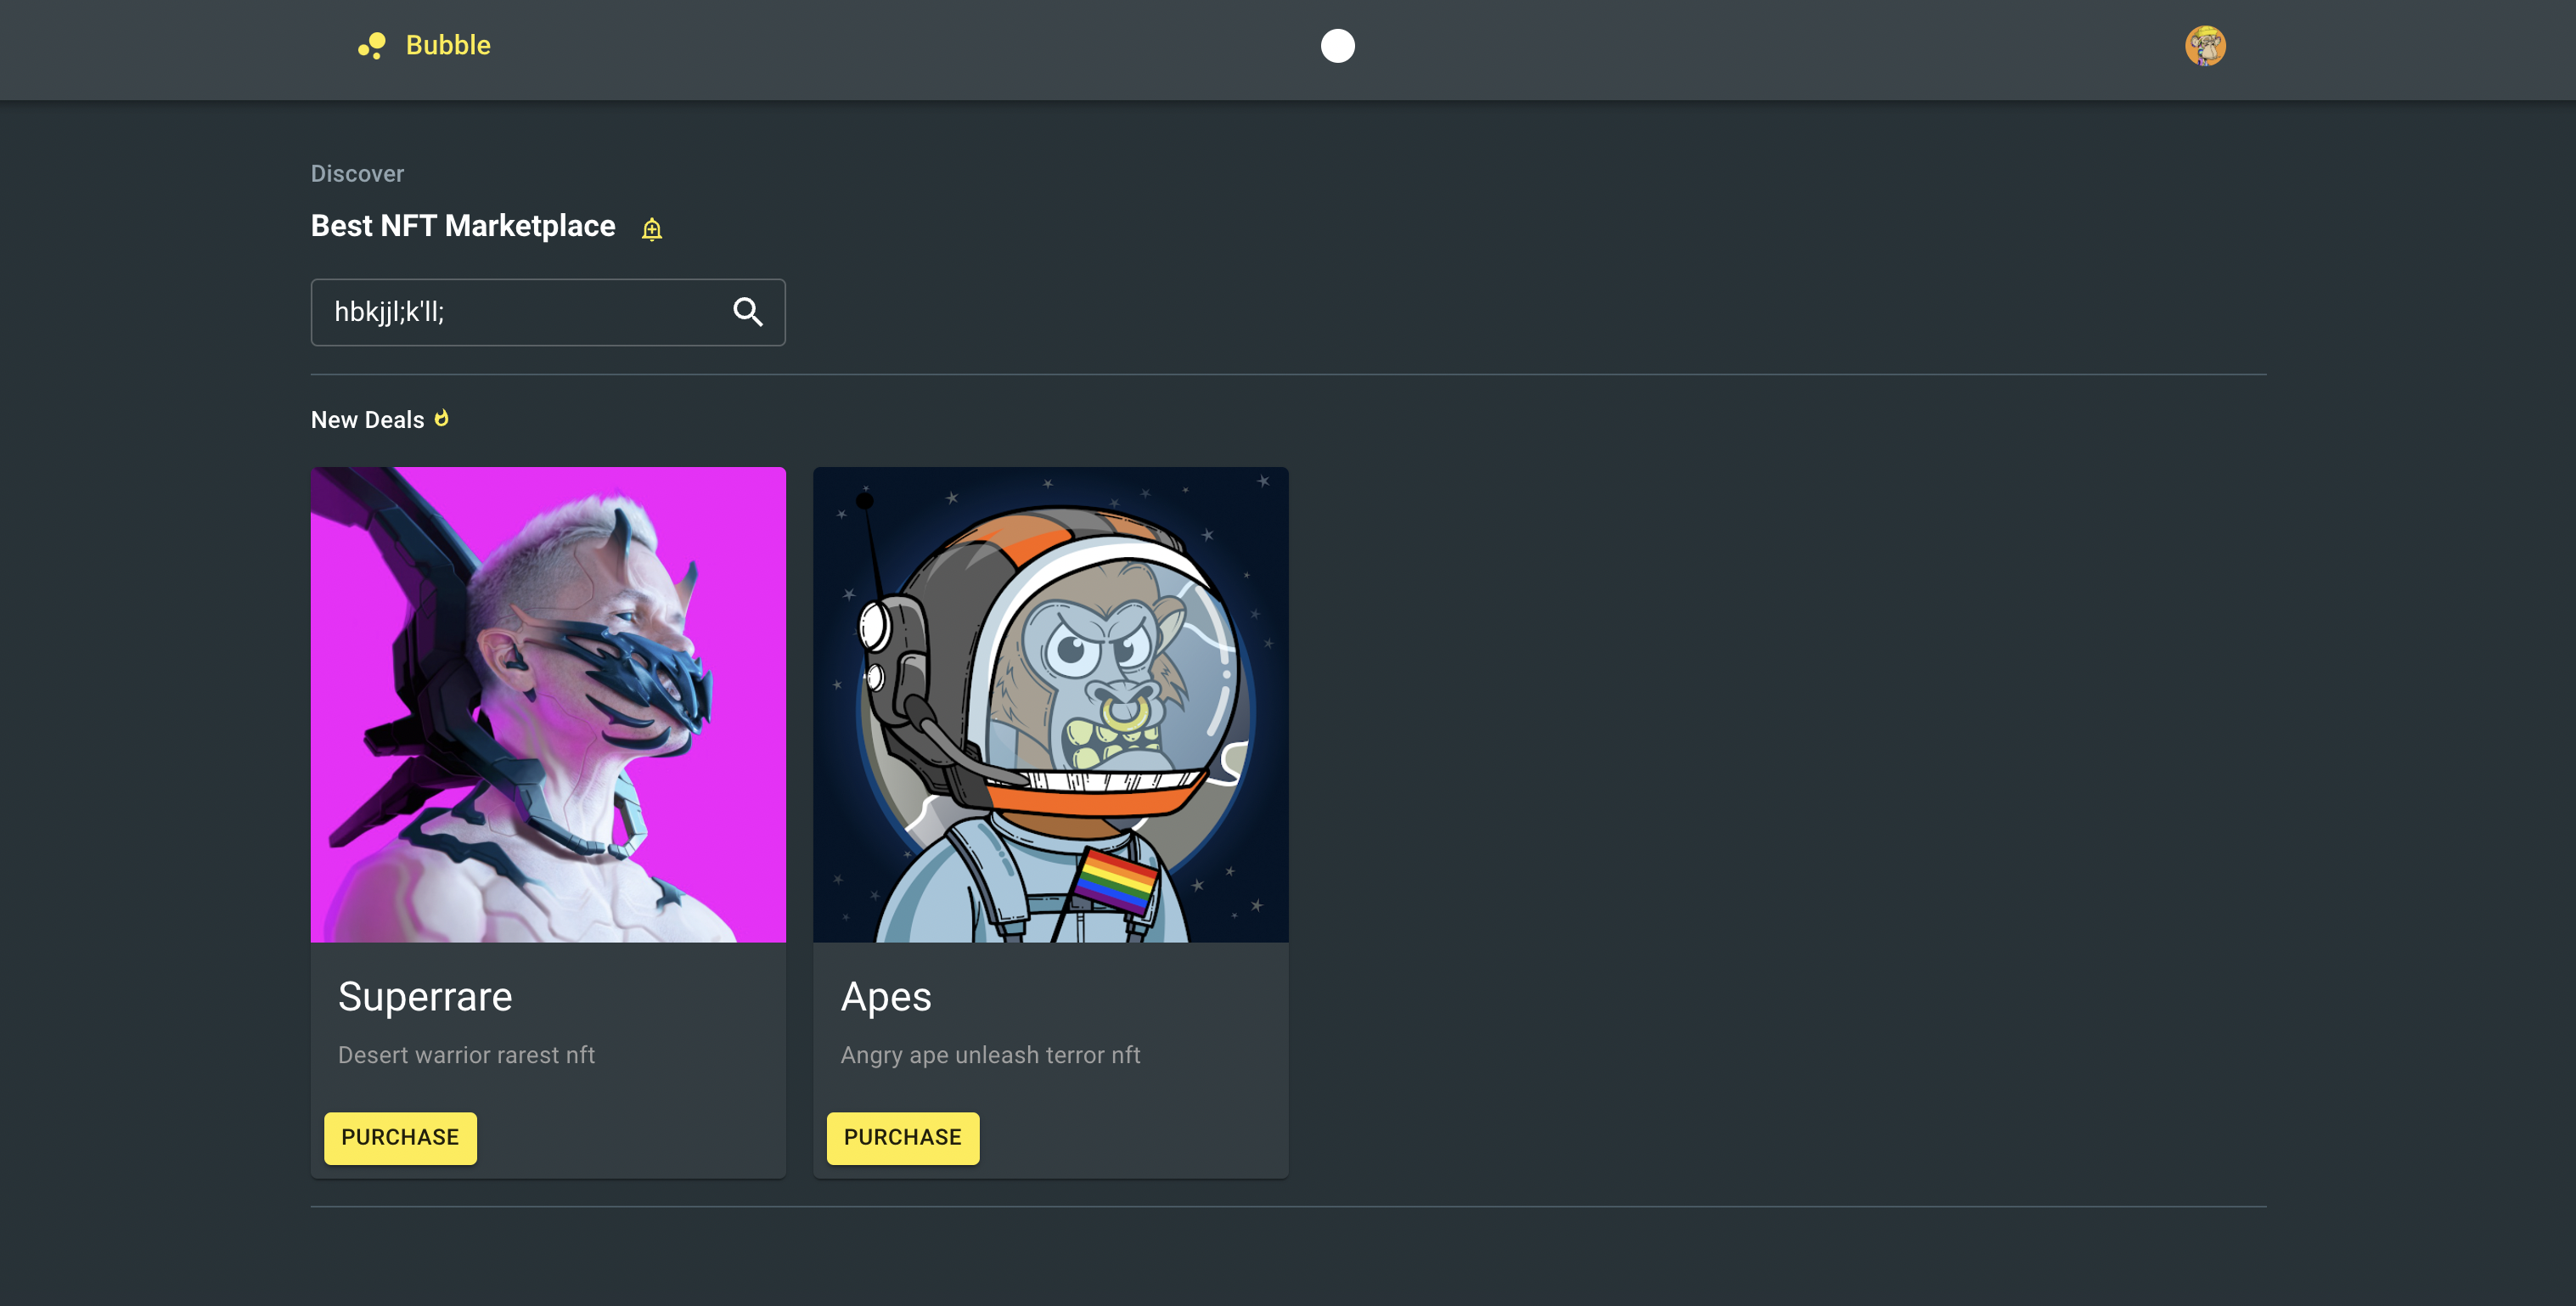 Bubble
Discover
Best NFT Marketplace
hbkjjl;k'll;
New Deals
Superrare
Desert warrior rarest nft
PURCHASE
Apes
Angry ape unleash terror nft
PURCHASE